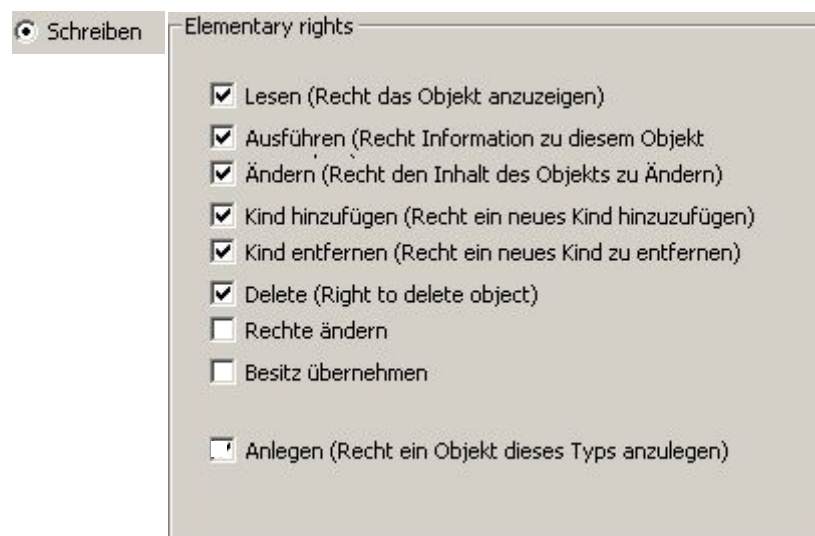 Schreiben
Elementary rights
Lesen (Recht das Objekt anzuzeigen)
Ausführen (Recht Information zu diesem Objekt
Ändern (Recht den Inhalt des Objekts zu Ändern)
Kind hinzufügen (Recht ein neues Kind hinzuzufügen)
Kind entfernen (Recht ein neues Kind zu entfernen)
Delete (Right to delete object)
Rechte ändern
Besitz übernehmen
Anlegen (Recht ein Objekt dieses Typs anzulegen)